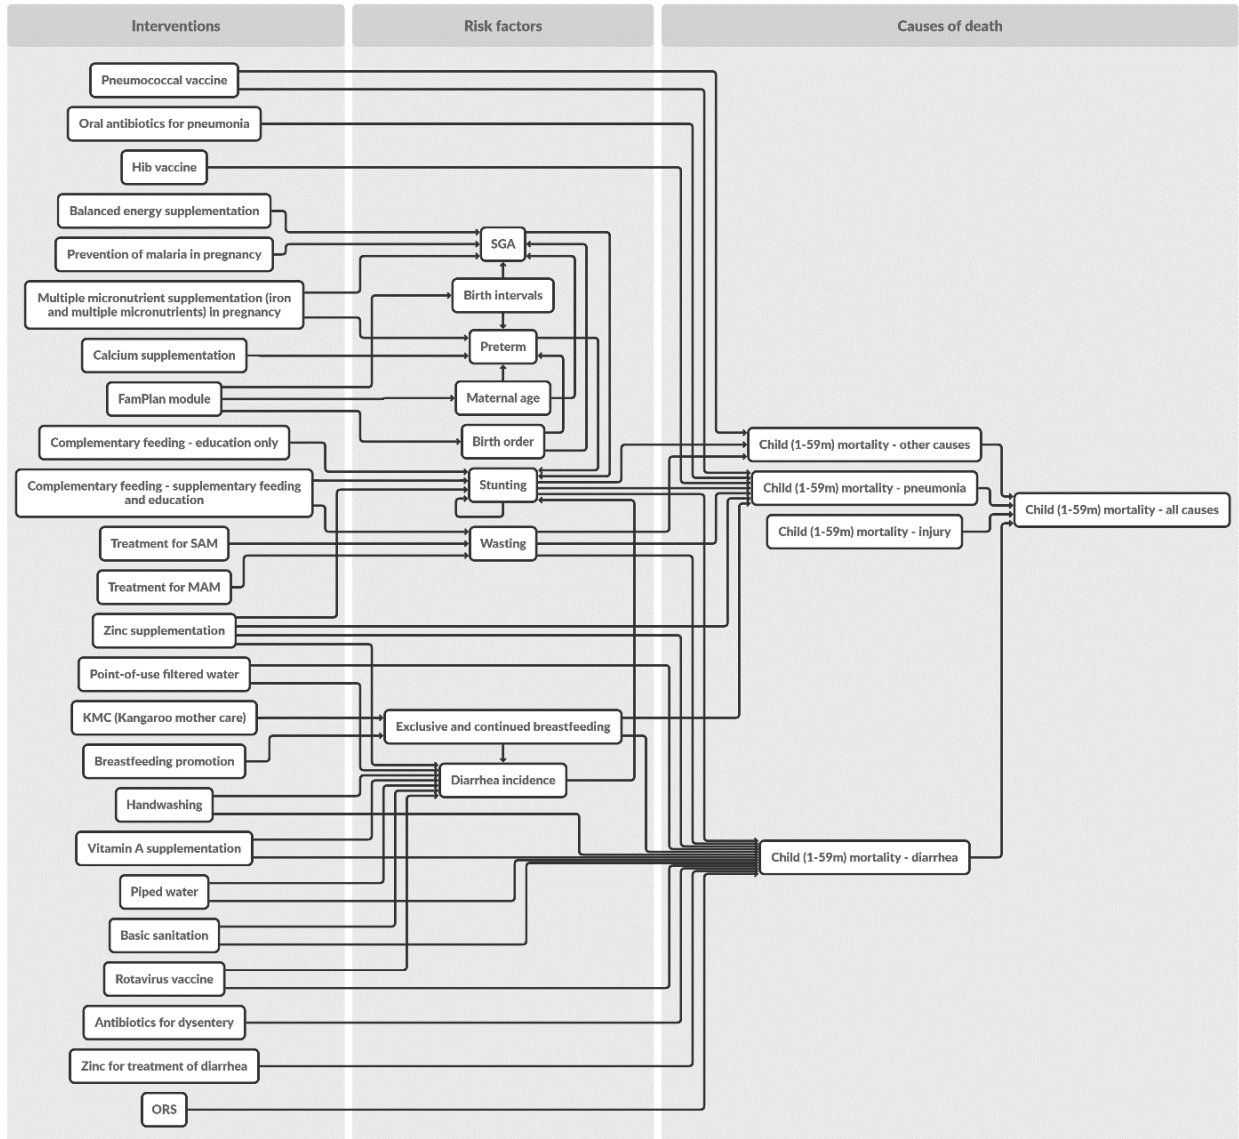 Interventions
Risk factors
Causes of death
Pneumococcal vaccine
Oral antibiotics for pneumonia
Hib vaccine
Balanced energy supplementation
Prevention of malaria in pregnancy
Multiple micronutrient supplementation (iron
and multiple micronutrients) in pregnancy
Calcium supplementation
FamPlan module
Complementary feeding - education only
Complementary feeding - supplementary feeding
and education
Treatment for SAM
Treatment for MAM
Zinc supplementation
Point-of-use filtered water
KMC (Kangaroo mother care)
Breastfeeding promotion
Handwashing
Vitamin A supplementation
Piped water
Basic sanitation
Rotavirus vaccine
Antibiotics for dysentery
Zinc for treatment of diarrhea
ORS
SGA
Birth intervals
Preterm
Maternal age
Birth order
Stunting
Wasting
Exclusive and continued breastfeeding
Diarrhea incidence
Child (1-59m) mortality - other causes
Child (1-59m) mortality - pneumonia
Child (1-59m) mortality - injury
Child (1-59m) mortality - diarrhea
Child (1-59m) mortality - all causes